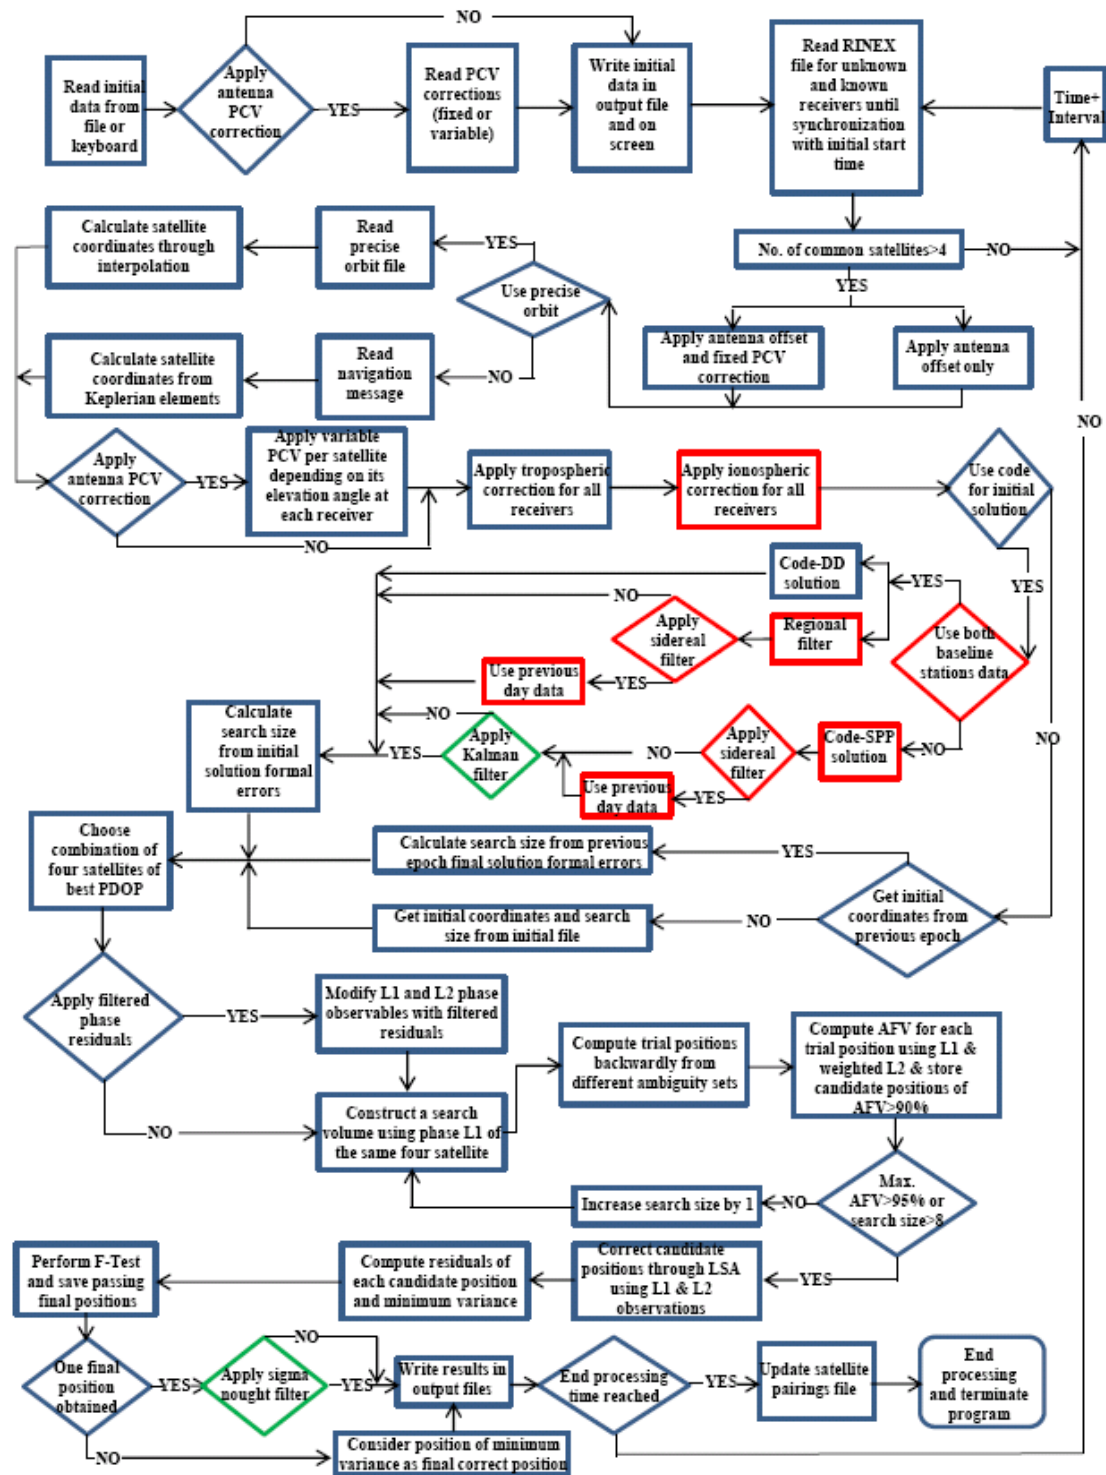 NO
Read initial
data from
file or
keyboard
Apply
antenna
PCV
correction
YES
Read PCV
corrections
(fixed or
variable)
Write initial
data in
output file
and on
screen
Read RINEX
file for unknown
and known
receivers until
synchronization
with initial start
time
Time+
Interval
Calculate satellite
coordinates through
interpolation
Read
precise
orbit file
YES
Use precise
orbit
No. of common satellites>4
NO
YES
Calculate satellite
coordinates from
Keplerian elements
Read
navigation
message
NO
Apply antenna offset
and fixed PCV
correction
Apply antenna
offset only
NO
Apply
antenna PCV
correction
YES
Apply variable
PCV per satellite
depending on its
elevation angle at
each receiver
NO
Apply tropospheric
correction for all
receivers
Apply ionospheric
correction for all
receivers
Use code
for initial
solution
YES
Code-DD
solution
YES
NO
Apply
sidereal
filter
Regional
filter
Use both
baseline
stations data
Use previous
day data
YES
Calculate
search size
from initial
solution formal
errors
NO
YES
Apply
Kalman
filter
NO
Apply
sidereal
filter
Code-SPP
solution
NO
NO
Use previous
day data
YES
Choose
combination of
four satellites of
best PDOP
Calculate search size from previous
epoch final solution formal errors
YES
Get initial
coordinates from
previous epoch
Get initial coordinates and search
size from initial file
NO
Apply filtered
phase
residuals
YES
Modify L1 and L2 phase
observables with filtered
residuals
NO
Construct a search
volume using phase L1 of
the same four satellite
Compute trial positions
backwardly from
different ambiguity sets
Compute AFV for each
trial position using L1 &
weighted L2 & store
candidate positions of
AFV>90%
Max.
AFV>95% or
search size>8
NO
Increase search size by 1
YES
Perform F-Test
and save passing
final positions
Compute residuals of
each candidate position
and minimum variance
Correct candidate
positions through LSA
using L1 & L2
observations
One final
position
obtained
YES
Apply sigma
nought filter
NO
YES
Write results in
output files
End processing
time reached
YES
Update satellite
pairings file
End
processing
and terminate
program
NO
Consider position of minimum
variance as final correct position